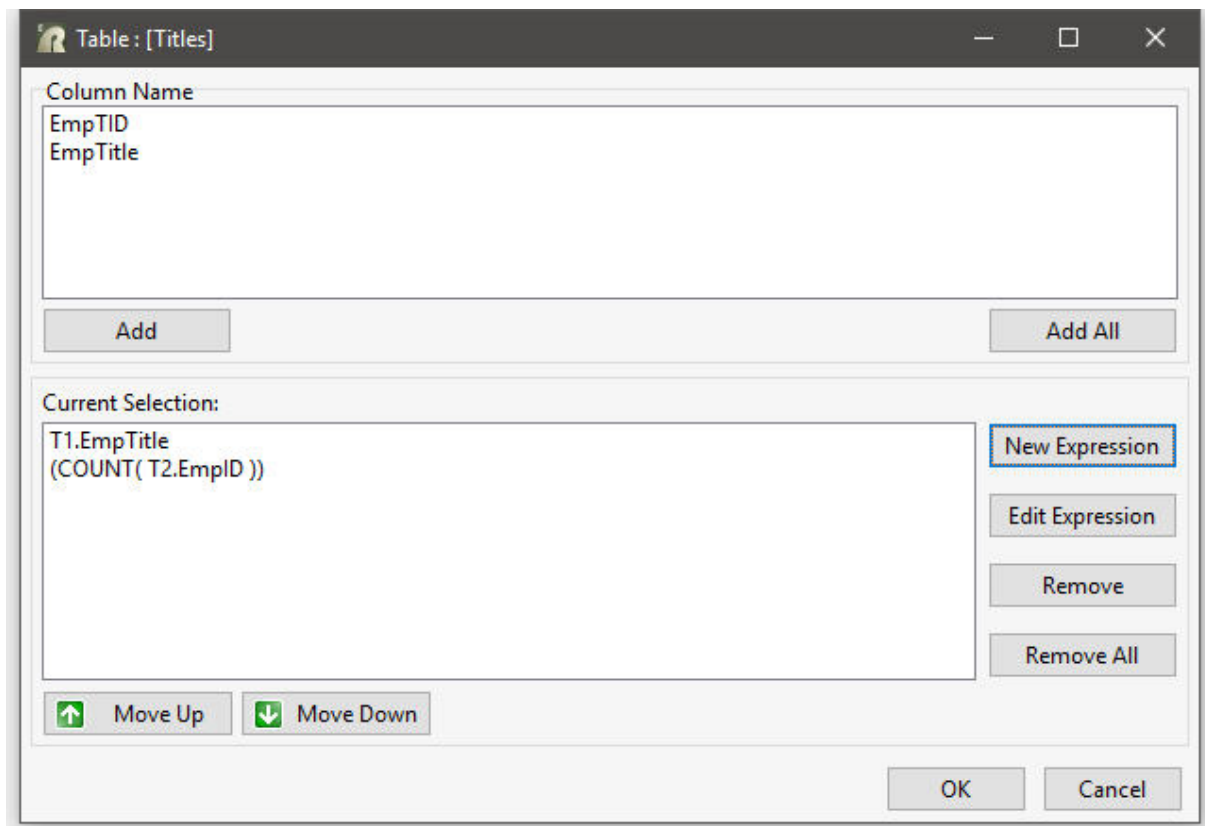 Table : [Titles]
Column Name
EmpTID
EmpTitle
Add
Add All
Current Selection:
T1.EmpTitle
(COUNT( T2.EmpID ))
New Expression
Edit Expression
Remove
Remove All
Move Up
Move Down
OK
Cancel